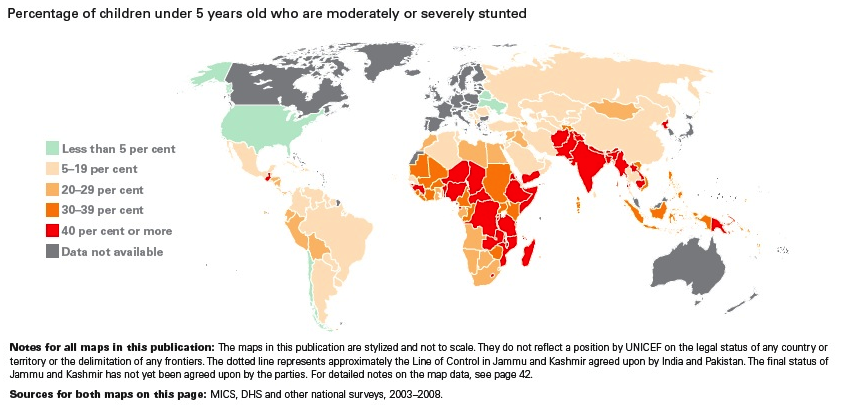 Percentage of children under 5 years old who are moderately or severely stunted
Less than 5 per cent
5–19 per cent
20–29 per cent
30–39 per cent
40 per cent or more
Data not available
Notes for all maps in this publication: The maps in this publication are stylized and not to scale. They do not reflect a position by UNICEF on the legal status of any country or
territory or the delimitation of any frontiers. The dotted line represents approximately the Line of Control in Jammu and Kashmir agreed upon by India and Pakistan. The final status of
Jammu and Kashmir has not yet been agreed upon by the parties. For detailed notes on the map data, see page 42.
Sources for both maps on this page: MICS, DHS and other national surveys, 2003–2008.